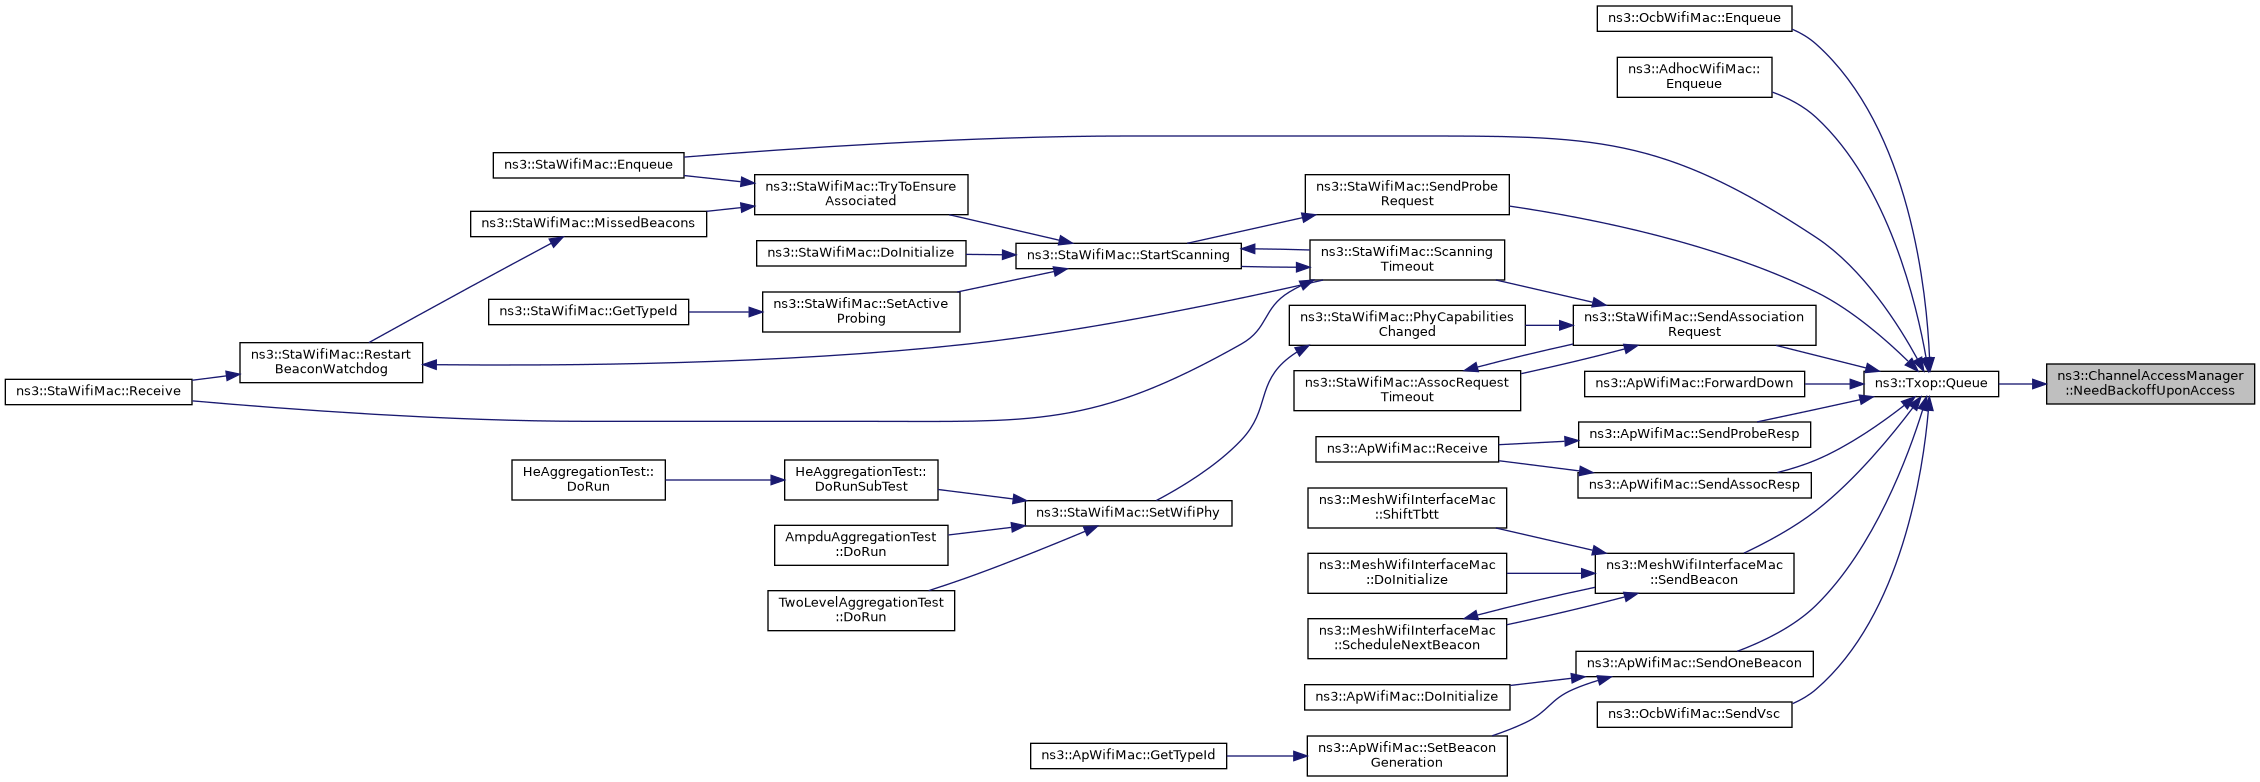 ns3::OcbWifiMac::Enqueue
ns3::AdhocWifiMac::
Enqueue
ns3::StaWifiMac::Enqueue
ns3::StaWifiMac::TryToEnsure
Associated
ns3::StaWifiMac::SendProbe
Request
ns3::StaWifiMac::MissedBeacons
ns3::StaWifiMac::DoInitialize
ns3::StaWifiMac::StartScanning
ns3::StaWifiMac::Scanning
Timeout
ns3::StaWifiMac::GetTypeId
ns3::StaWifiMac::SetActive
Probing
ns3::StaWifiMac::PhyCapabilities
Changed
ns3::StaWifiMac::SendAssociation
Request
ns3::StaWifiMac::Restart
BeaconWatchdog
ns3::StaWifiMac::Receive
ns3::StaWifiMac::AssocRequest
Timeout
ns3::ApWifiMac::ForwardDown
ns3::Txop::Queue
ns3::ChannelAccessManager
::NeedBackoffUponAccess
ns3::ApWifiMac::SendProbeResp
ns3::ApWifiMac::Receive
ns3::ApWifiMac::SendAssocResp
HeAggregationTest::
DoRun
HeAggregationTest::
DoRunSubTest
ns3::StaWifiMac::SetWifiPhy
ns3::MeshWifiInterfaceMac
::ShiftTbtt
AmpduAggregationTest
::DoRun
ns3::MeshWifiInterfaceMac
::DoInitialize
ns3::MeshWifiInterfaceMac
::SendBeacon
TwoLevelAggregationTest
::DoRun
ns3::MeshWifiInterfaceMac
::ScheduleNextBeacon
ns3::ApWifiMac::SendOneBeacon
ns3::ApWifiMac::DoInitialize
ns3::OcbWifiMac::SendVsc
ns3::ApWifiMac::GetTypeId
ns3::ApWifiMac::SetBeacon
Generation